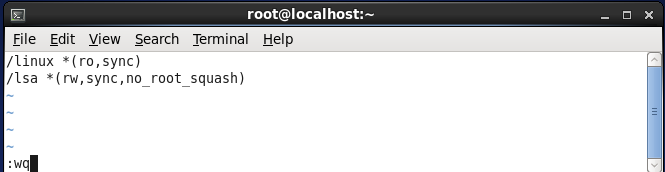 root@localhost:~
File Edit View Search Terminal Help
/linux *(ro,sync)
/lsa *(rw,sync,no_root_squash)
~
~
~
~
:wq